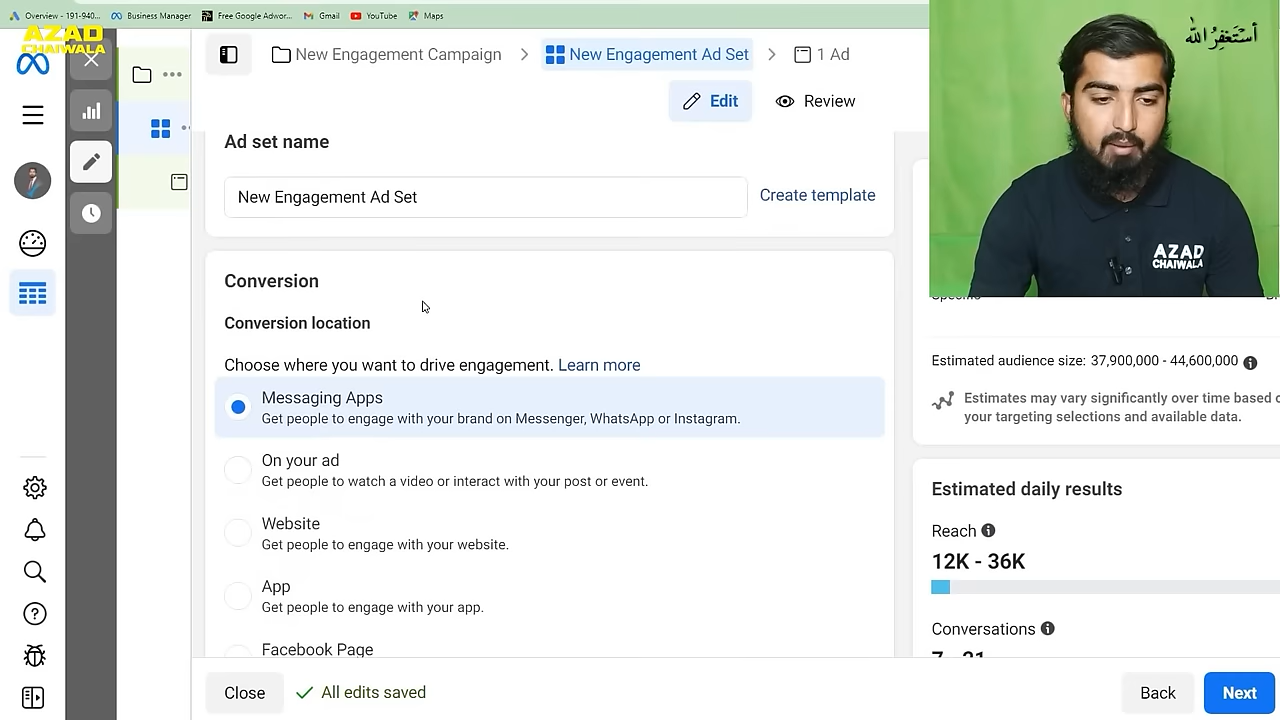 Overview - 191-940...
Business Manager
Free Google Adwor...
Gmail
YouTube
Maps
AZAD
CHAIWALA
New Engagement Campaign
New Engagement Ad Set
1 Ad
Edit
Review
أستغفر الله
Ad set name
New Engagement Ad Set
Create template
AZAD
CHAIWALA
Conversion
Conversion location
Choose where you want to drive engagement. Learn more
Messaging Apps
Get people to engage with your brand on Messenger, WhatsApp or Instagram.
On your ad
Get people to watch a video or interact with your post or event.
Website
Get people to engage with your website.
App
Get people to engage with your app.
Facebook Page
Estimated audience size: 37,900,000 - 44,600,000
Estimates may vary significantly over time based
your targeting selections and available data.
Estimated daily results
Reach
12K - 36K
Conversations
Close
All edits saved
Back
Next